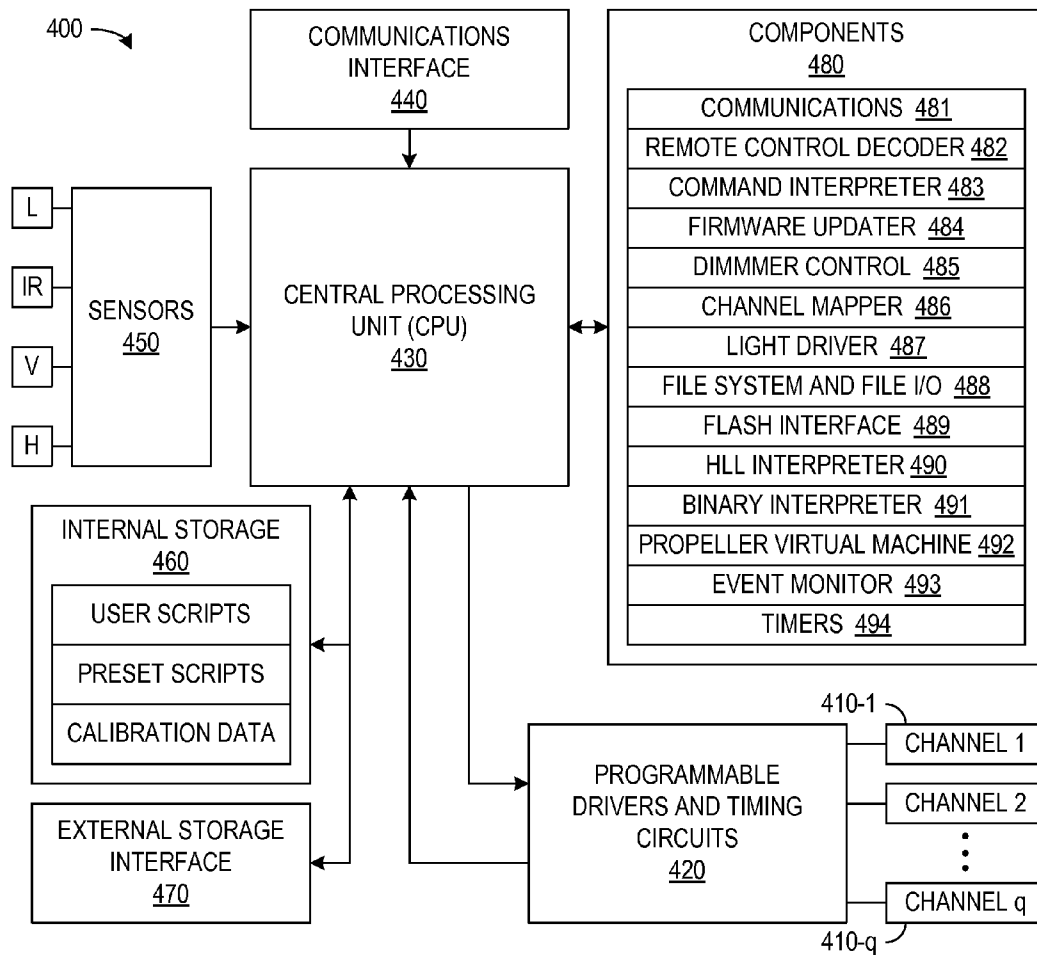 400
COMMUNICATIONS
INTERFACE
440
COMPONENTS
480
COMMUNICATIONS 481
REMOTE CONTROL DECODER 482
COMMAND INTERPRETER 483
FIRMWARE UPDATER 484
DIMMMER CONTROL 485
CHANNEL MAPPER 486
LIGHT DRIVER 487
FILE SYSTEM AND FILE I/O 488
FLASH INTERFACE 489
HLL INTERPRETER 490
BINARY INTERPRETER 491
PROPELLER VIRTUAL MACHINE 492
EVENT MONITOR 493
TIMERS 494
L
IR
V
H
SENSORS
450
CENTRAL PROCESSING
UNIT (CPU)
430
INTERNAL STORAGE
460
USER SCRIPTS
PRESET SCRIPTS
CALIBRATION DATA
EXTERNAL STORAGE
INTERFACE
470
PROGRAMMABLE
DRIVERS AND TIMING
CIRCUITS
420
410-1
CHANNEL 1
CHANNEL 2
CHANNEL q
410-q